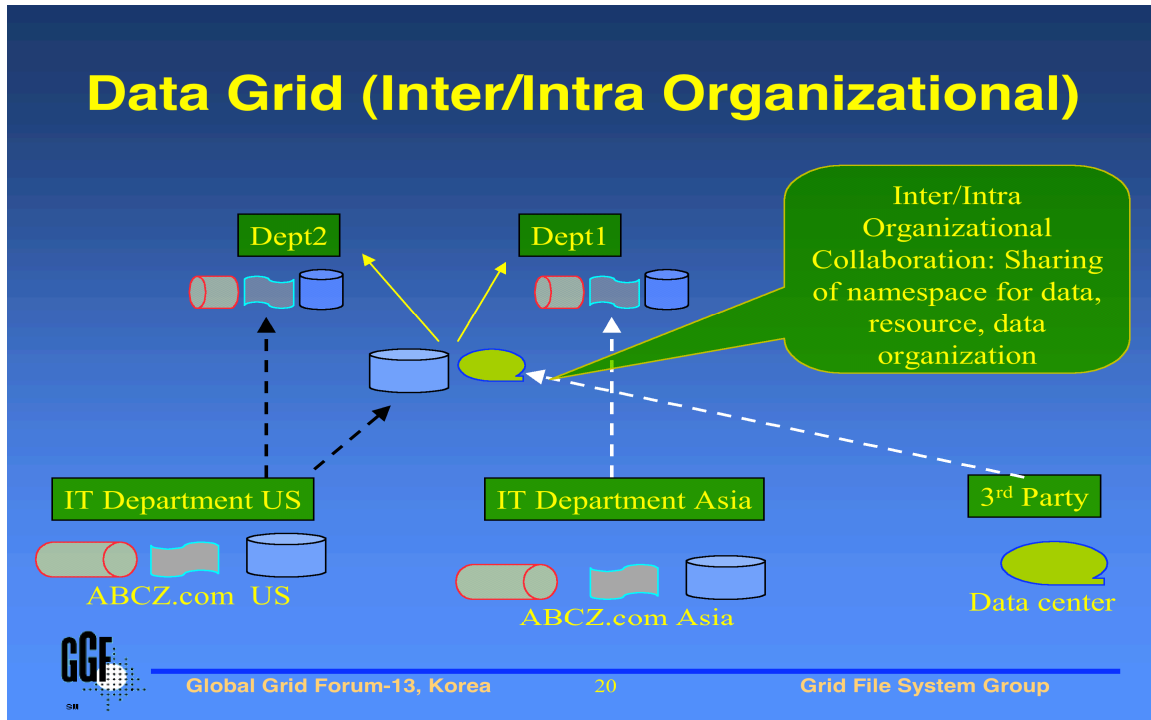 Data Grid (Inter/Intra Organizational)
Inter/Intra
Organizational
Collaboration: Sharing
of namespace for data,
resource, data
organization
Dept2
Dept1
IT Department US
IT Department Asia
3rd Party
ABCZ.com US
ABCZ.com Asia
Data center
GGF
SM
Global Grid Forum-13, Korea
20
Grid File System Group